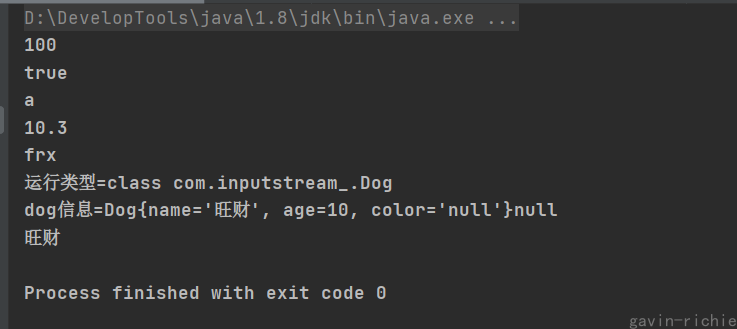 D:\DevelopTools\java\1.8\jdk\bin\java.exe ...
100
true
a
10.3
frx
运行类型=class com.inputstream_.Dog
dog信息=Dog{name='旺财', age=10, color='null'}null
旺财
Process finished with exit code 0
gavin-richie